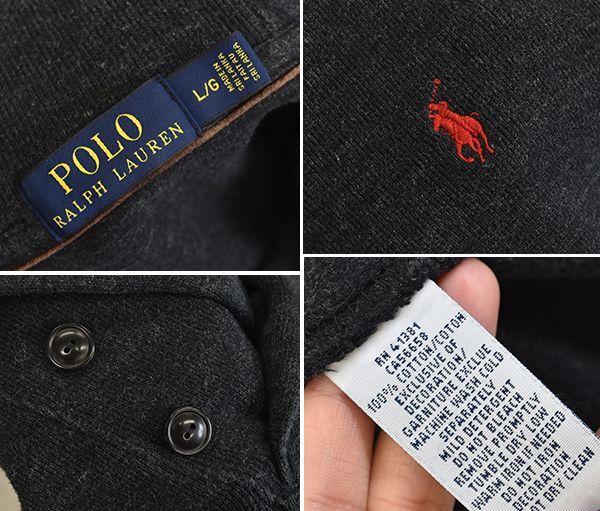 POLO
RALPH LAUREN
L/G
MADE IN
SRI LANKA
FAIT AU
SRI LANKA
RN 41381
CA56658
100% COTTON/COTON
EXCLUSIVE OF
DECORATION/
GARNITURE EXCLUE
SEPARATELY
MACHINE WASH COLD
MILD DETERGENT
DO NOT BLEACH
REMOVE PROMPTLY
TUMBLE DRY LOW
WARM IRON IF NEEDED
DO NOT IRON
DECORATION
DRY CLEAN